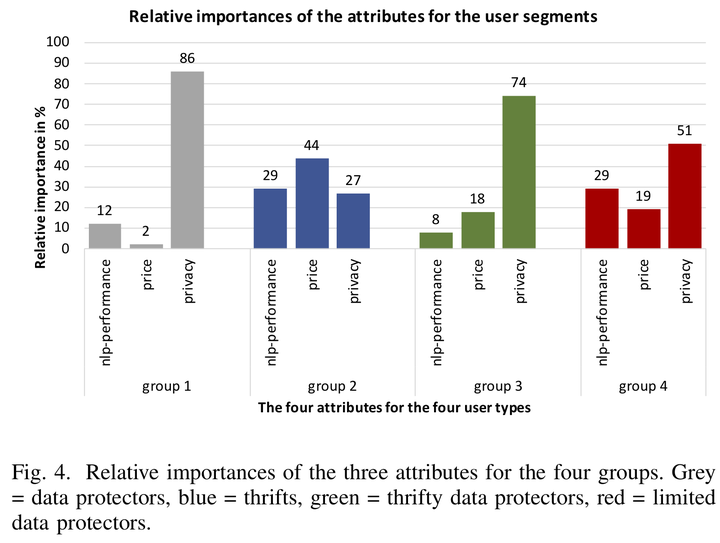 Relative importances of the attributes for the user segments
Relative importance in %
100
90
80
70
60
50
40
30
20
10
0
12
2
86
29
44
27
8
18
74
29
19
51
nlp-performance
price
privacy
nlp-performance
price
privacy
nlp-performance
price
privacy
nlp-performance
price
privacy
group 1
group 2
group 3
group 4
The four attributes for the four user types
Fig. 4. Relative importances of the three attributes for the four groups. Grey
= data protectors, blue = thrifts, green = thrifty data protectors, red = limited
data protectors.